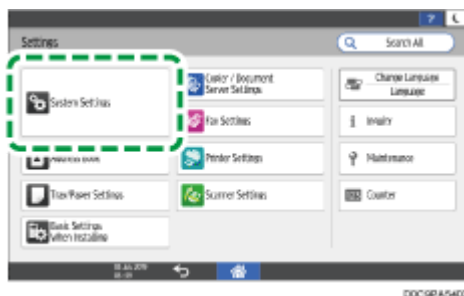 ?
Settings
Search All
System Settings
Copier / Document
Server Settings
Change Language
Language
Fax Settings
Inquiry
Address Book
Printer Settings
Maintenance
Tray/Paper Settings
Scanner Settings
Counter
Basic Settings
When Installing